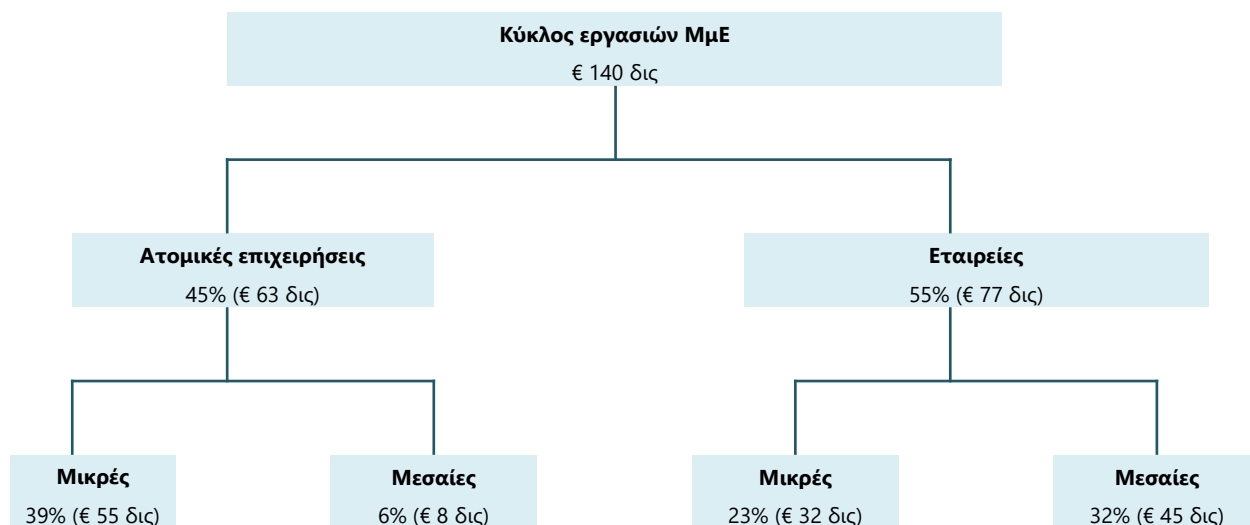 Κύκλος εργασιών ΜμΕ
€ 140 δις
Ατομικές επιχειρήσεις
45% (€ 63 δις)
Εταιρείες
55% (€ 77 δις)
Μικρές
39% (€ 55 δις)
Μεσαίες
6% (€ 8 δις)
Μικρές
23% (€ 32 δις)
Μεσαίες
32% (€ 45 δις)